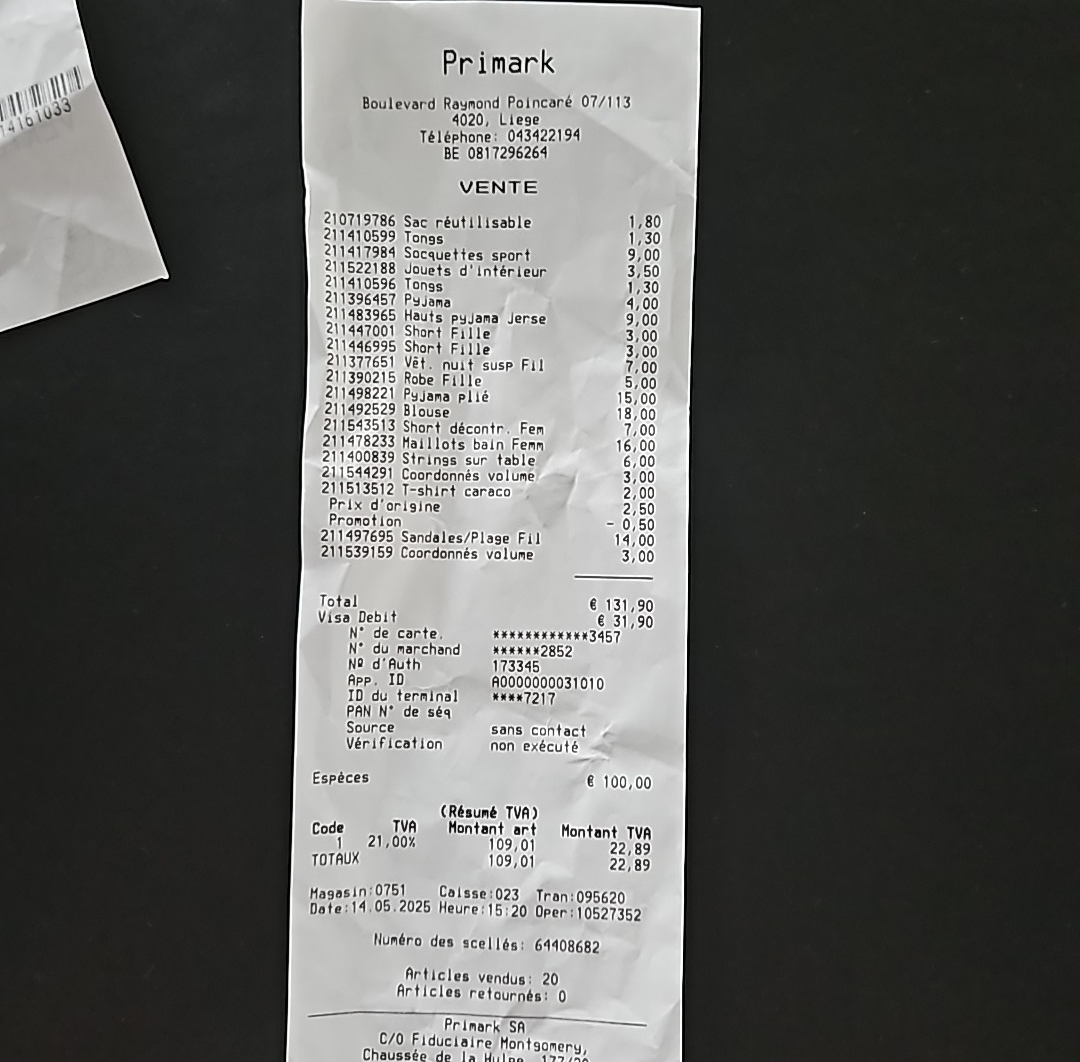 14161033
Primark
Boulevard Raymond Poincaré 07/113
4020, Liege
Téléphone: 043422194
BE 0817296264
VENTE
210719786 Sac réutilisable 1,80
211410599 Tongs 1,30
211417984 Socquettes sport 9,00
211522188 Jouets d'intérieur 3,50
211410596 Tongs 1,30
211396457 Pyjama 4,00
211483965 Hauts pyjama Jerse 9,00
211447001 Short Fille 3,00
211446995 Short Fille 3,00
211377651 Vêt. nuit susp Fil 7,00
211390215 Robe Fille 5,00
211498221 Pyjama plié 15,00
211492529 Blouse 18,00
211543513 Short décontr. Fem 7,00
211478233 Maillots bain Femm 16,00
211400839 Strings sur table 6,00
211544291 Coordonnés volume 3,00
211513512 T-shirt caraco 2,00
Prix d'origine 2,50
Promotion - 0,50
211497695 Sandales/Plage Fil 14,00
211539159 Coordonnés volume 3,00
Total € 131,90
Visa Debit € 31,90
N° de carte. ************3457
N° du marchand ******2852
Nº d'Auth 173345
App. ID A0000000031010
ID du terminal ****7217
PAN N° de séq
Source sans contact
Vérification non exécuté
Espèces € 100,00
(Résumé TVA)
Code TVA Montant art Montant TVA
1 21,00% 109,01 22,89
TOTAUX 109,01 22,89
Magasin:0751 Caisse:023 Tran:095620
Date:14.05.2025 Heure:15:20 Oper:10527352
Numéro des scellés: 64408682
Articles vendus: 20
Articles retournés: 0
Primark SA
C/O Fiduciaire Montgomery,
Chaussée de la Hulpe, 177/20